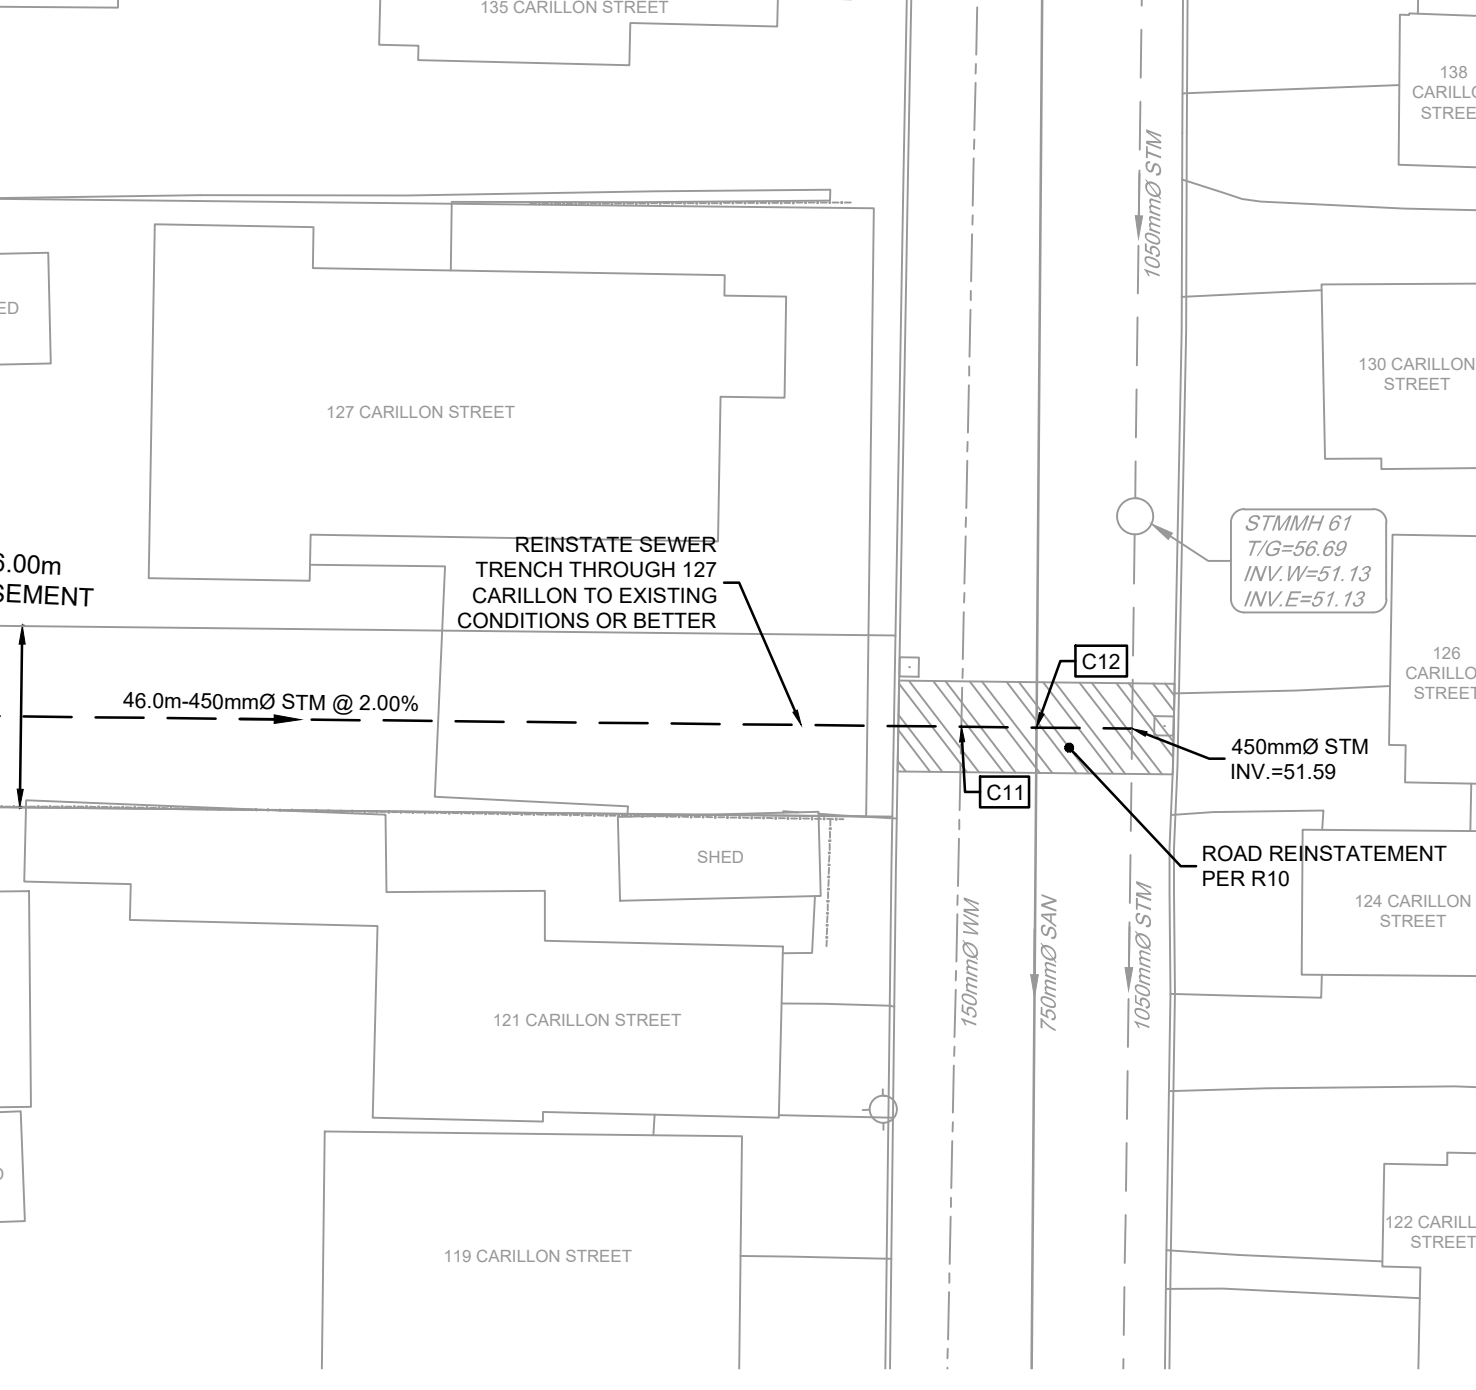 135 CARILLON STREET
138
STREE
1050mmØ STM
127 CARILLON STREET
130 CARILLON
STREET
STMMH 61
T/G=56.69
INV.W=51.13
INV.E=51.13
REINSTATE SEWER
TRENCH THROUGH 127
CARILLON TO EXISTING
CONDITIONS OR BETTER
6.00m
SEMENT
46.0m-450mmØ STM @ 2.00%
C12
C11
126
CARILLO
STREET
450mmØ STM
INV.=51.59
ROAD REINSTATEMENT
PER R10
SHED
124 CARILLON
STREET
150mmØ WM
750mmØ SAN
1050mmØ STM
121 CARILLON STREET
119 CARILLON STREET
122 CARILL
STREET